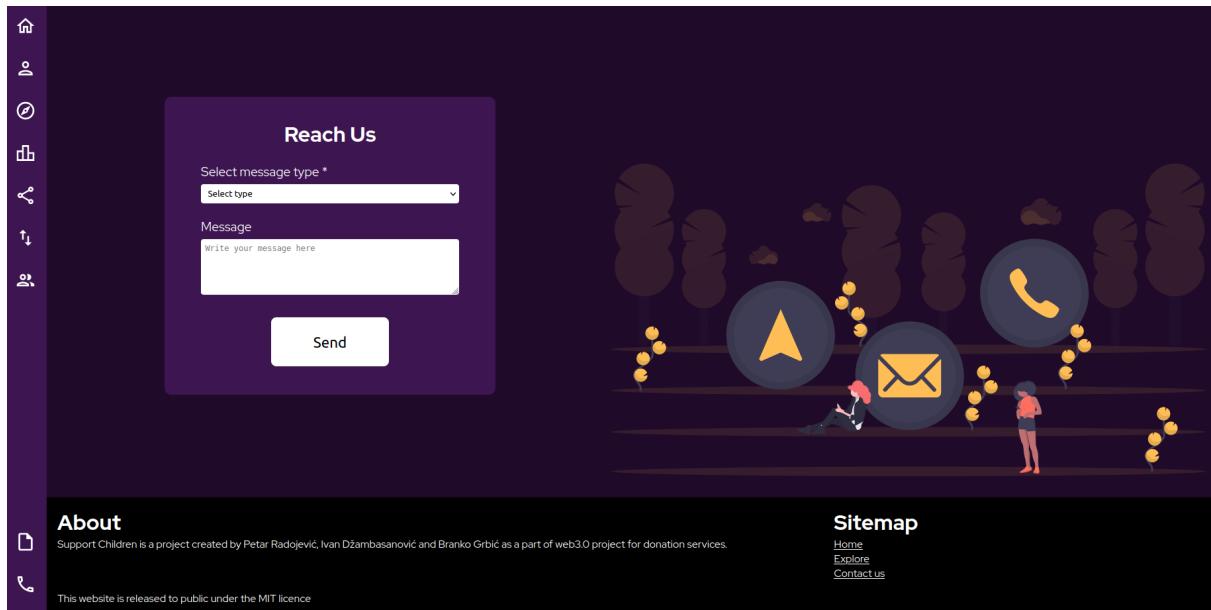 Reach Us
Select message type *
Select type
Message
Write your message here
Send
About
Support Children is a project created by Petar Radojević, Ivan Džambasanović and Branko Grbić as a part of web3.0 project for donation services.
This website is released to public under the MIT licence
Sitemap
Home
Explore
Contact us